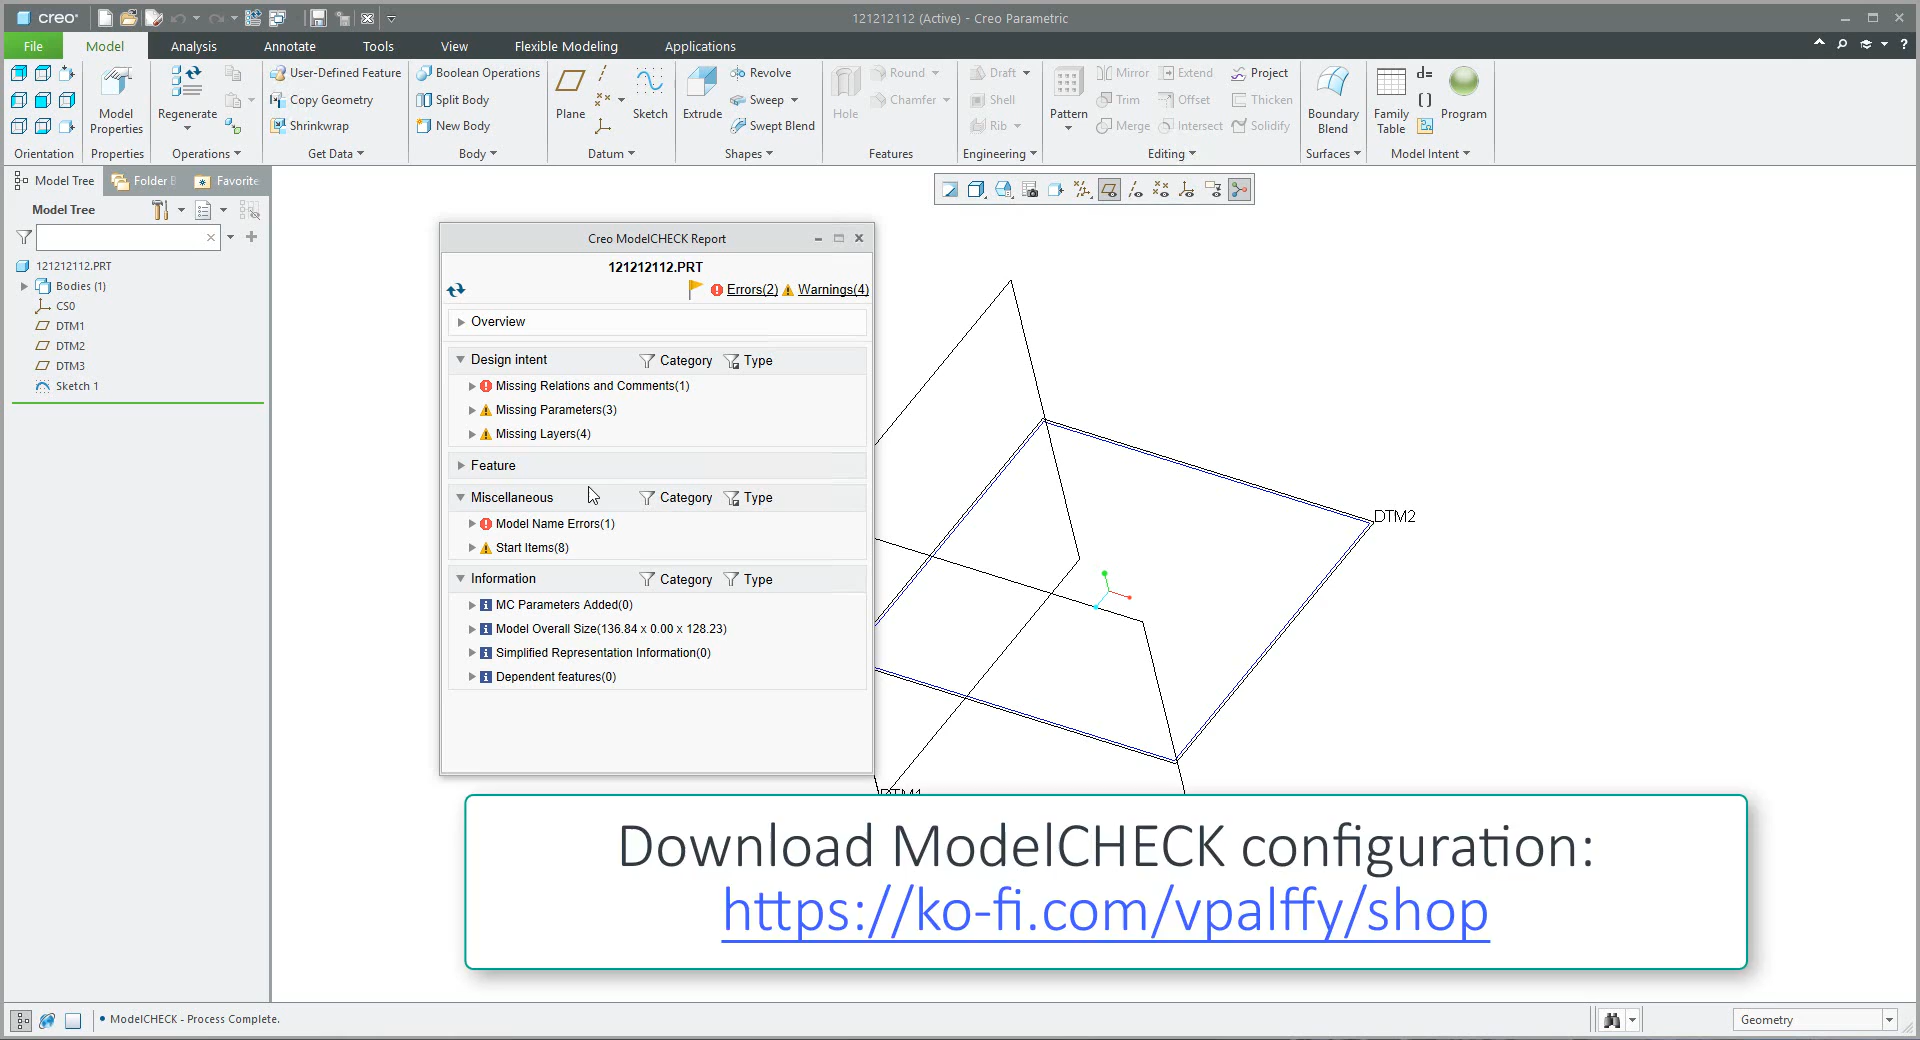 creo®
121212112 (Active) - Creo Parametric
File
Model
Analysis
Annotate
Tools
View
Flexible Modeling
Applications
?
Model
Properties
Regenerate
User-Defined Feature
Copy Geometry
Shrinkwrap
Boolean Operations
Split Body
New Body
Plane
Sketch
Extrude
Revolve
Sweep
Swept Blend
Hole
Round
Chamfer
Draft
Shell
Rib
Pattern
Mirror
Trim
Merge
Extend
Offset
Intersect
Project
Thicken
Solidify
Boundary
Blend
Family
Table
d=
Program
Orientation
Properties
Operations
Get Data
Body
Datum
Shapes
Features
Engineering
Editing
Surfaces
Model Intent
Model Tree
Folder
Favorite
Model Tree
121212112.PRT
Bodies (1)
CS0
DTM1
DTM2
DTM3
Sketch 1
Creo ModelCHECK Report
121212112.PRT
Errors(2)
Warnings(4)
Overview
Design intent Category Type
Missing Relations and Comments(1)
Missing Parameters(3)
Missing Layers(4)
Feature
Miscellaneous Category Type
Model Name Errors(1)
Start Items(8)
Information Category Type
MC Parameters Added(0)
Model Overall Size(136.84 x 0.00 x 128.23)
Simplified Representation Information(0)
Dependent features(0)
DTM2
DTM1
Download ModelCHECK configuration:
https://ko-fi.com/vpalffy/shop
ModelCHECK - Process Complete.
Geometry